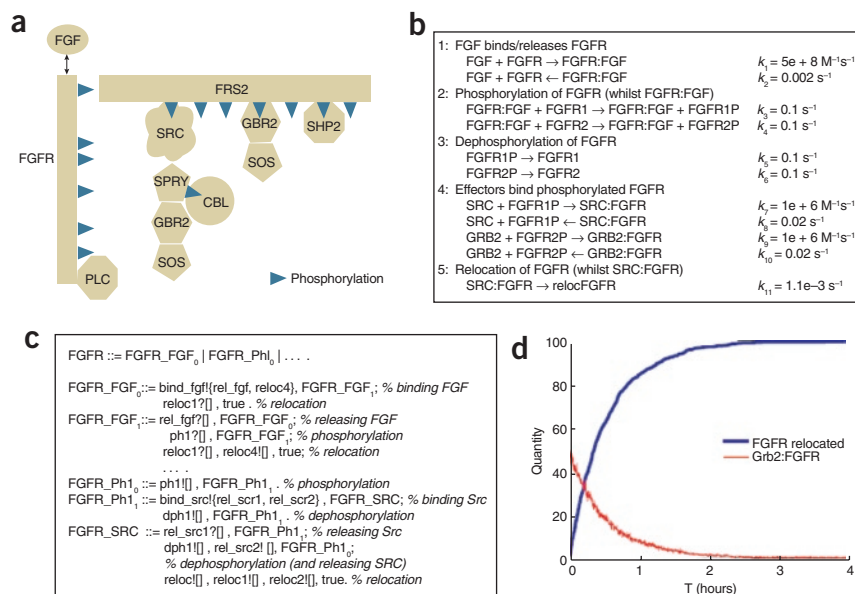 a
FGF
FRS2
SRC
GBR2
SHP2
FGFR
SOS
SPRY
CBL
GBR2
SOS
PLC
Phosphorylation
b
1: FGF binds/releases FGFR
FGF + FGFR → FGFR:FGF k1 = 5e + 8 M⁻¹s⁻¹
FGF + FGFR ← FGFR:FGF k2 = 0.002 s⁻¹
2: Phosphorylation of FGFR (whilst FGFR:FGF)
FGFR:FGF + FGFR1 → FGFR:FGF + FGFR1P k3 = 0.1 s⁻¹
FGFR:FGF + FGFR2 → FGFR:FGF + FGFR2P k4 = 0.1 s⁻¹
3: Dephosphorylation of FGFR
FGFR1P → FGFR1 k5 = 0.1 s⁻¹
FGFR2P → FGFR2 k6 = 0.1 s⁻¹
4: Effectors bind phosphorylated FGFR
SRC + FGFR1P → SRC:FGFR k7 = 1e + 6 M⁻¹s⁻¹
SRC + FGFR1P ← SRC:FGFR k8 = 0.02 s⁻¹
GRB2 + FGFR2P → GRB2:FGFR k9 = 1e + 6 M⁻¹s⁻¹
GRB2 + FGFR2P ← GRB2:FGFR k10 = 0.02 s⁻¹
5: Relocation of FGFR (whilst SRC:FGFR)
SRC:FGFR → relocFGFR k11 = 1.1e–3 s⁻¹
c
FGFR ::= FGFR_FGF₀ | FGFR_PhI₀ | . . . .
FGFR_FGF₀::= bind_fgf!{rel_fgf, reloc4}, FGFR_FGF₁; % binding FGF
reloc1?[] , true . % relocation
FGFR_FGF₁::= rel_fgf?[] , FGFR_FGF₀; % releasing FGF
ph1?[] , FGFR_FGF₁; % phosphorylation
reloc1?[] , reloc4![] , true; % relocation
. . . .
FGFR_Ph1₀ ::= ph1![] , FGFR_Ph1₁ . % phosphorylation
FGFR_Ph1₁ ::= bind_src!{rel_scr1, rel_scr2} , FGFR_SRC; % binding Src
dph1![] , FGFR_Ph1₁ . % dephosphorylation
FGFR_SRC ::= rel_src1?[] , FGFR_Ph1₁; % releasing Src
dph1![] , rel_src2! [], FGFR_Ph1₀;
% dephosphorylation (and releasing SRC)
reloc![] , reloc1![] , reloc2![], true. % relocation
d
100
80
60
40
20
0
Quantity
FGFR relocated
Grb2:FGFR
0 1 2 3 4
T (hours)